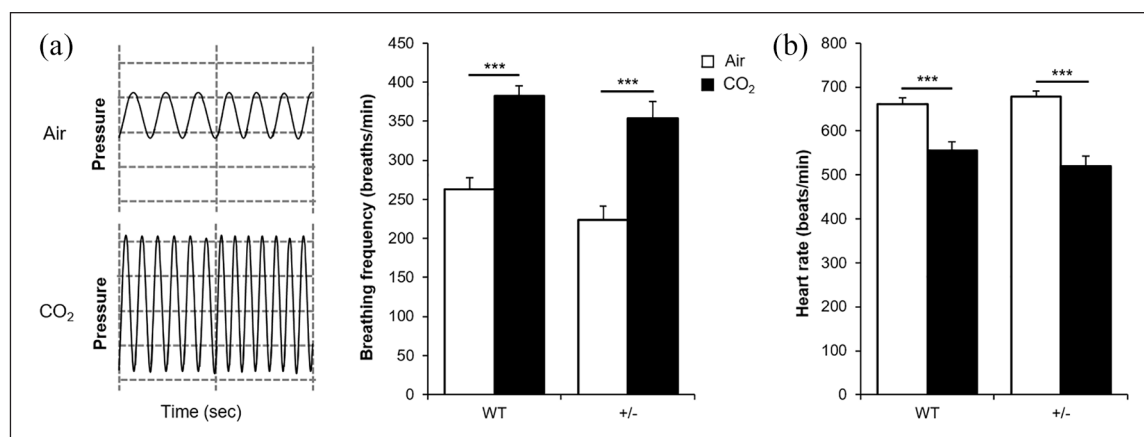 (a)
Air
Pressure
CO₂
Pressure
Time (sec)
Breathing frequency (breaths/min)
450
400
350
300
250
200
150
100
50
0
***
***
WT
+/-
Air
CO₂
(b)
Heart rate (beats/min)
800
700
600
500
400
300
200
100
0
***
***
WT
+/-